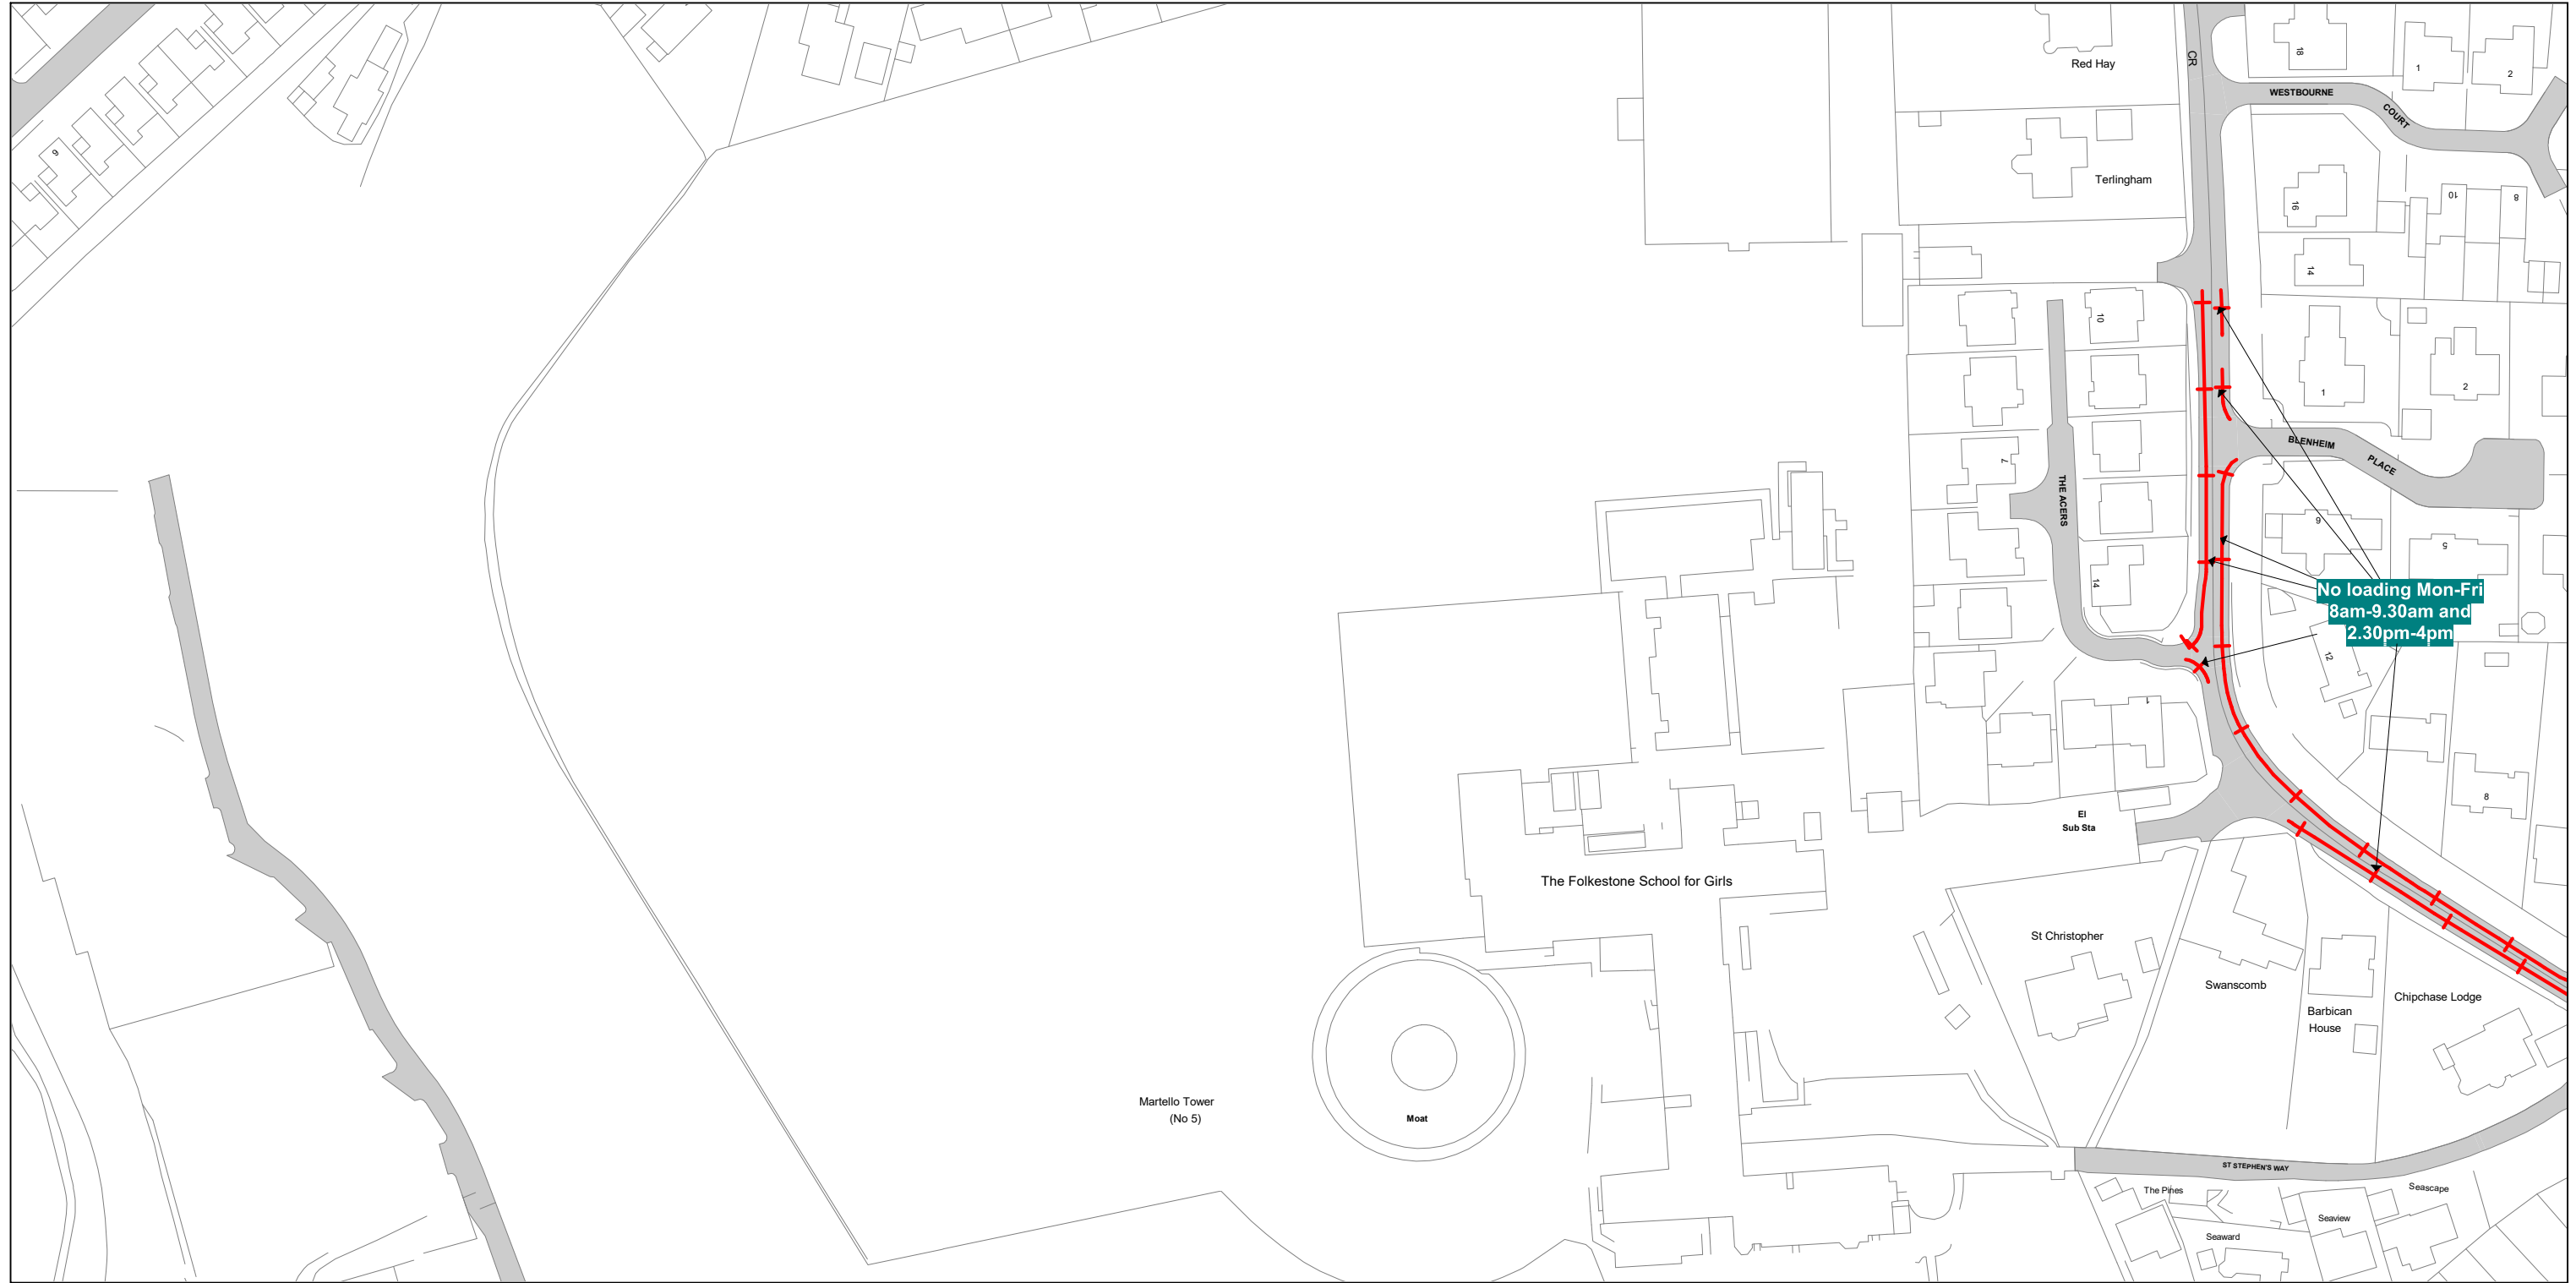 CR
18
1
2
Red Hay
WESTBOURNE
COURT
9
Terlingham
16
10
8
14
10
1
2
BLENHEIM
PLACE
7
THE ACERS
9
5
14
No loading Mon-Fri
8am-9.30am and
2.30pm-4pm
12
1
8
El
Sub Sta
The Folkestone School for Girls
St Christopher
Swanscomb
Chipchase Lodge
Barbican
House
Martello Tower
(No 5)
Moat
ST STEPHEN'S WAY
The Pines
Seascape
Seaview
Seaward